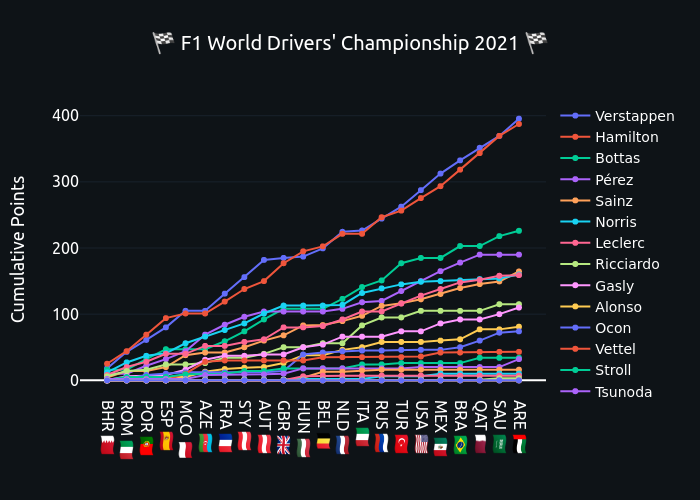 🏁 F1 World Drivers' Championship 2021 🏁
Cumulative Points
400
300
200
100
0
Verstappen
Hamilton
Bottas
Pérez
Sainz
Norris
Leclerc
Ricciardo
Gasly
Alonso
Ocon
Vettel
Stroll
Tsunoda
BHR
ROM
POR
ESP
MCO
AZE
FRA
STY
AUT
GBR
HUN
BEL
NLD
ITA
RUS
TUR
USA
MEX
BRA
QAT
SAU
ARE